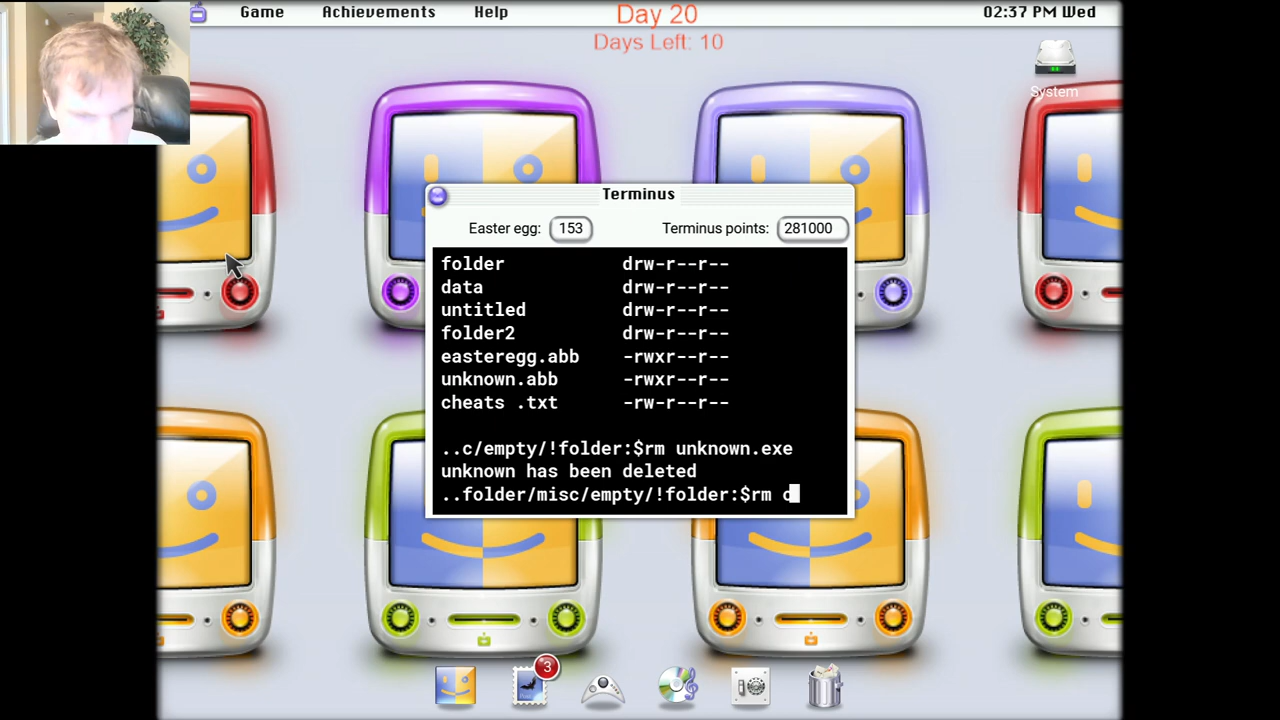 Game Achievements Help Day 20 02:37 PM Wed
Days Left: 10
System
Terminus
Easter egg: 153 Terminus points: 281000
folder drw-r--r--
data drw-r--r--
untitled drw-r--r--
folder2 drw-r--r--
easteregg.abb -rwxr--r--
unknown.abb -rwxr--r--
cheats .txt -rw-r--r--
..c/empty/!folder:$rm unknown.exe
unknown has been deleted
..folder/misc/empty/!folder:$rm c
3